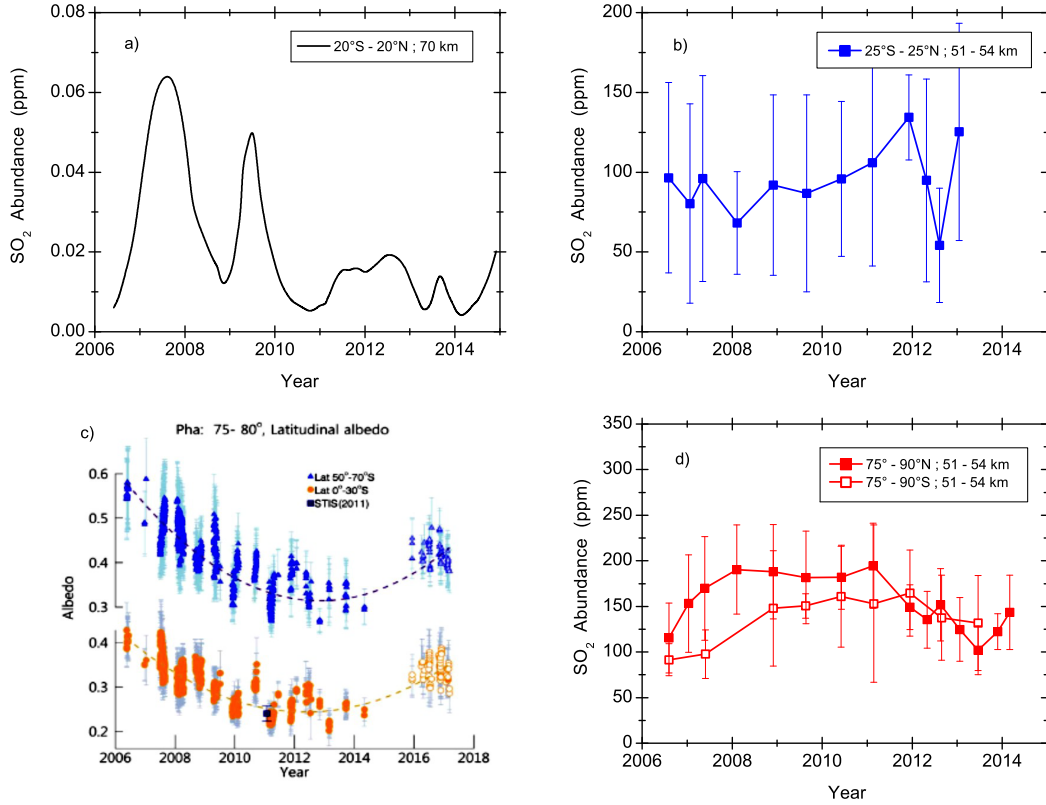 a)
20°S - 20°N ; 70 km
0.08
0.06
0.04
0.02
0.00
SO2 Abundance (ppm)
2006 2008 2010 2012 2014
Year
b)
25°S - 25°N ; 51 - 54 km
200
150
100
50
0
SO2 Abundance (ppm)
2006 2008 2010 2012 2014
Year
c)
Pha: 75- 80°, Latitudinal albedo
Lat 50°-70°S
Lat 0°-30°S
STIS(2011)
0.6
0.5
0.4
0.3
0.4
0.3
0.2
Albedo
2006 2008 2010 2012 2014 2016 2018
Year
d)
75° - 90°N ; 51 - 54 km
75° - 90°S ; 51 - 54 km
350
300
250
200
150
100
50
0
SO2 Abundance (ppm)
2006 2008 2010 2012 2014
Year